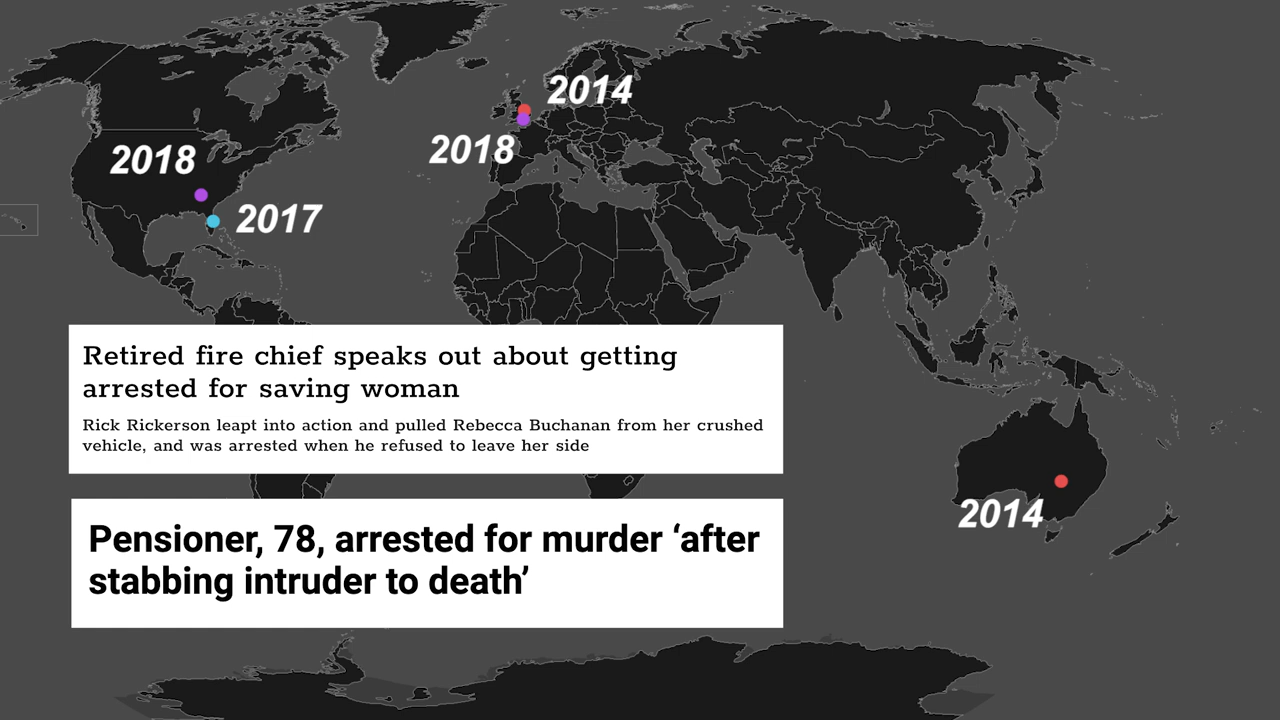 2014
2018
2018
2017
Retired fire chief speaks out about getting
arrested for saving woman
Rick Rickerson leapt into action and pulled Rebecca Buchanan from her crushed
vehicle, and was arrested when he refused to leave her side
2014
Pensioner, 78, arrested for murder ‘after
stabbing intruder to death’